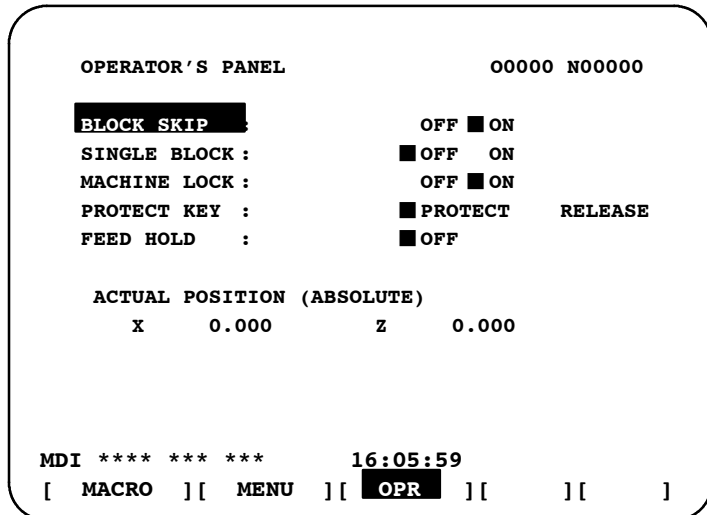 OPERATOR'S PANEL O0000 N00000
BLOCK SKIP : OFF ■ ON
SINGLE BLOCK : ■ OFF ON
MACHINE LOCK : OFF ■ ON
PROTECT KEY : ■ PROTECT RELEASE
FEED HOLD : ■ OFF
ACTUAL POSITION (ABSOLUTE)
X 0.000 Z 0.000
MDI **** *** *** 16:05:59
[ MACRO ][ MENU ][ OPR ][ ][ ]